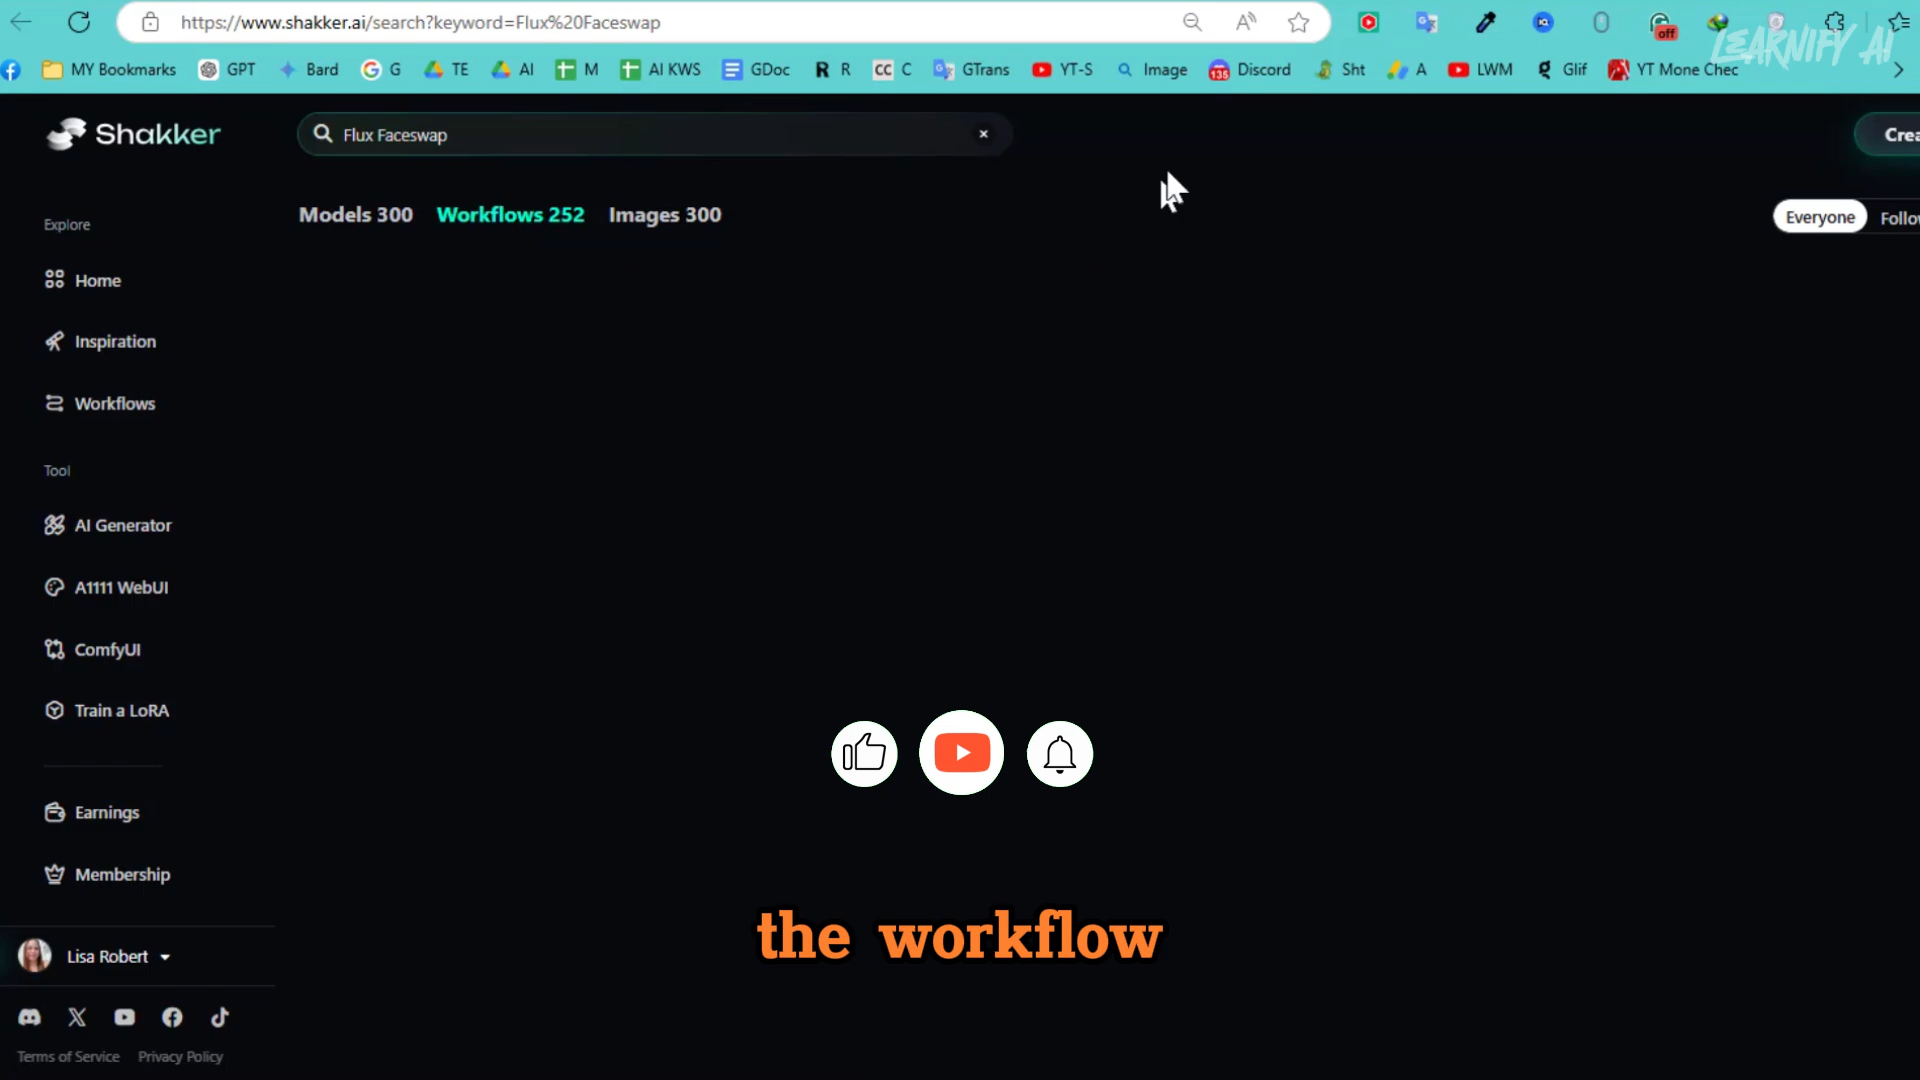 https://www.shakker.ai/search?keyword=Flux%20Faceswap
off
LEARNIFY AI
MY Bookmarks GPT Bard G TE AI M AI KWS GDoc R R CC C GTrans YT-S Image 135 Discord Sht A LWM Glif YT Mone Chec
Shakker
Flux Faceswap
Crea
Models 300 Workflows 252 Images 300
Everyone Follo
Explore
Home
Inspiration
Workflows
Tool
AI Generator
A1111 WebUI
ComfyUI
Train a LoRA
Earnings
Membership
the workflow
Lisa Robert
Terms of Service Privacy Policy